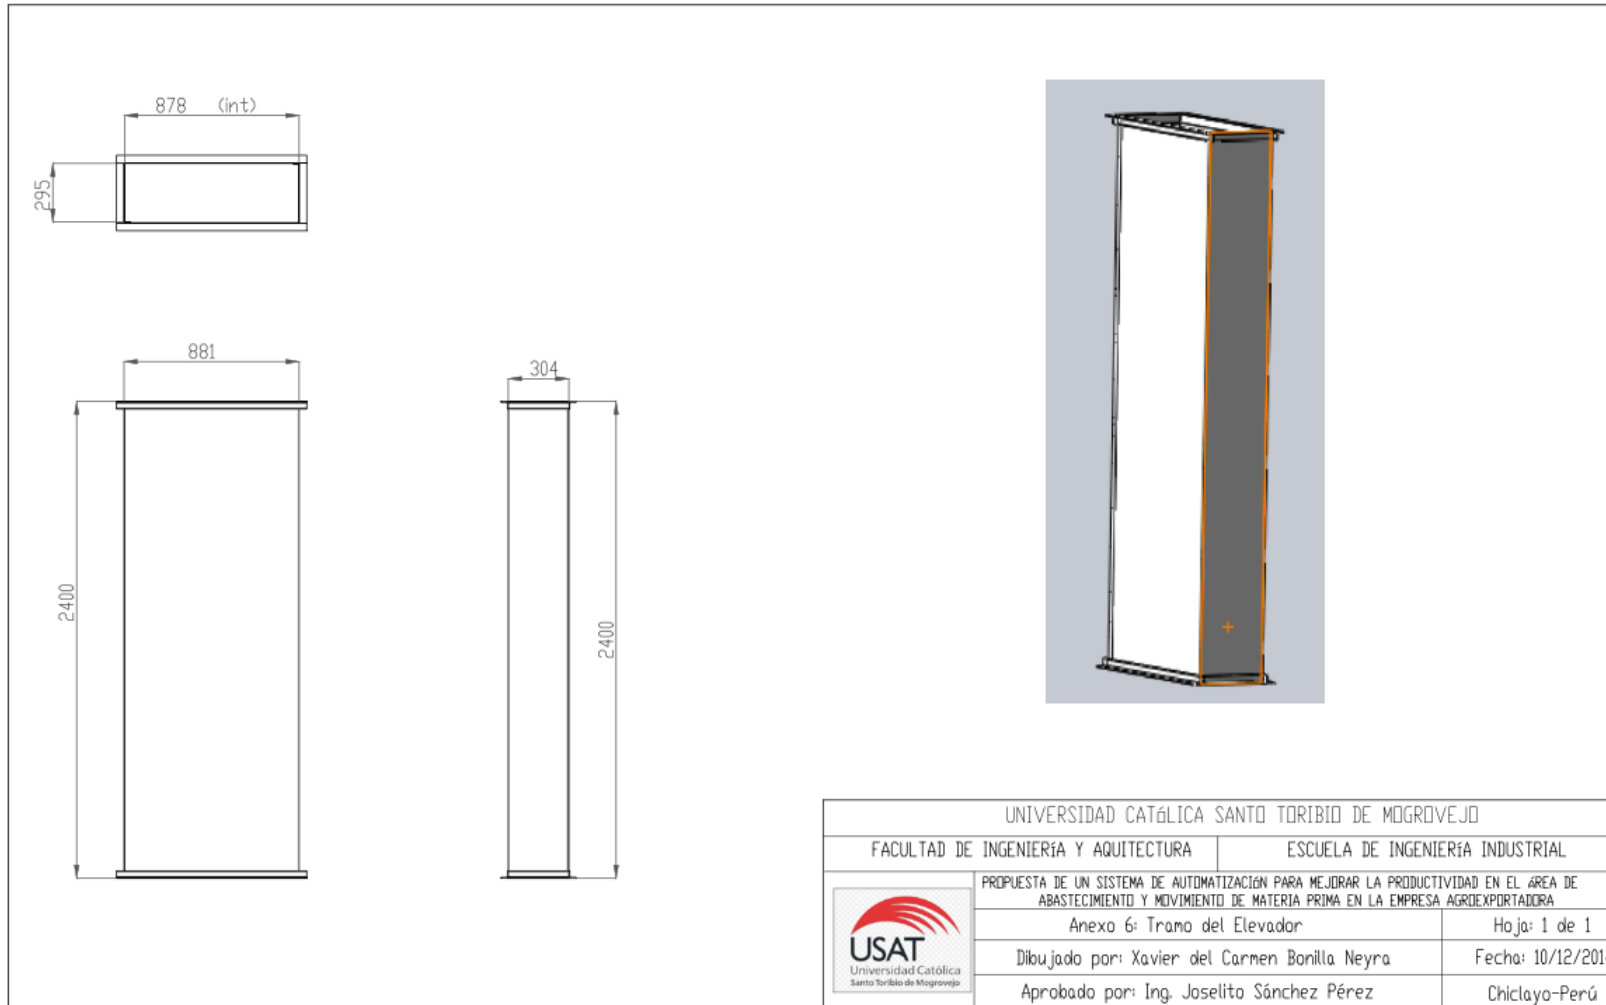 878 (int)
295
881
304
2400
2400
UNIVERSIDAD CATóLICA SANTO TORIBIO DE MOGROVEJO
FACULTAD DE INGENIERíA Y AQUITECTURA ESCUELA DE INGENIERíA INDUSTRIAL
PROPUESTA DE UN SISTEMA DE AUTOMATIZACIóN PARA MEJORAR LA PRODUCTIVIDAD EN EL áREA DE
ABASTECIMIENTO Y MOVIMIENTO DE MATERIA PRIMA EN LA EMPRESA AGROEXPORTADORA
USAT
Universidad Católica
Santo Toribio de Mogrovejo
Anexo 6: Tramo del Elevador Hoja: 1 de 1
Dibujado por: Xavier del Carmen Bonilla Neyra Fecha: 10/12/201
Aprobado por: Ing. Joselito Sánchez Pérez Chiclayo-Perú